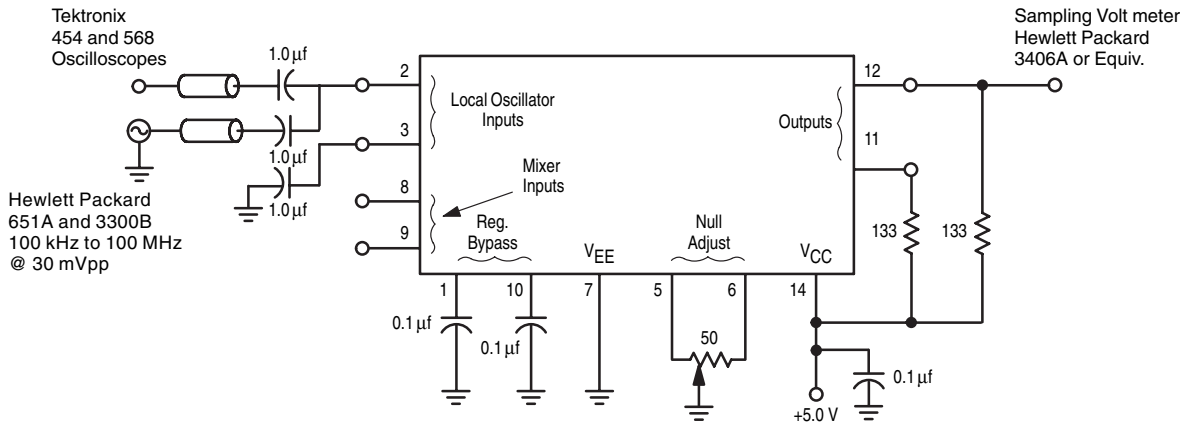 Tektronix
454 and 568
Oscilloscopes
1.0 µf
1.0 µf
1.0 µf
Hewlett Packard
651A and 3300B
100 kHz to 100 MHz
@ 30 mVpp
2
3
8
9
Local Oscillator
Inputs
Mixer
Inputs
Reg.
Bypass
VEE
Null
Adjust
VCC
Outputs
12
11
1
10
7
5
6
14
0.1 µf
0.1 µf
50
133
133
0.1 µf
+5.0 V
Sampling Volt meter
Hewlett Packard
3406A or Equiv.